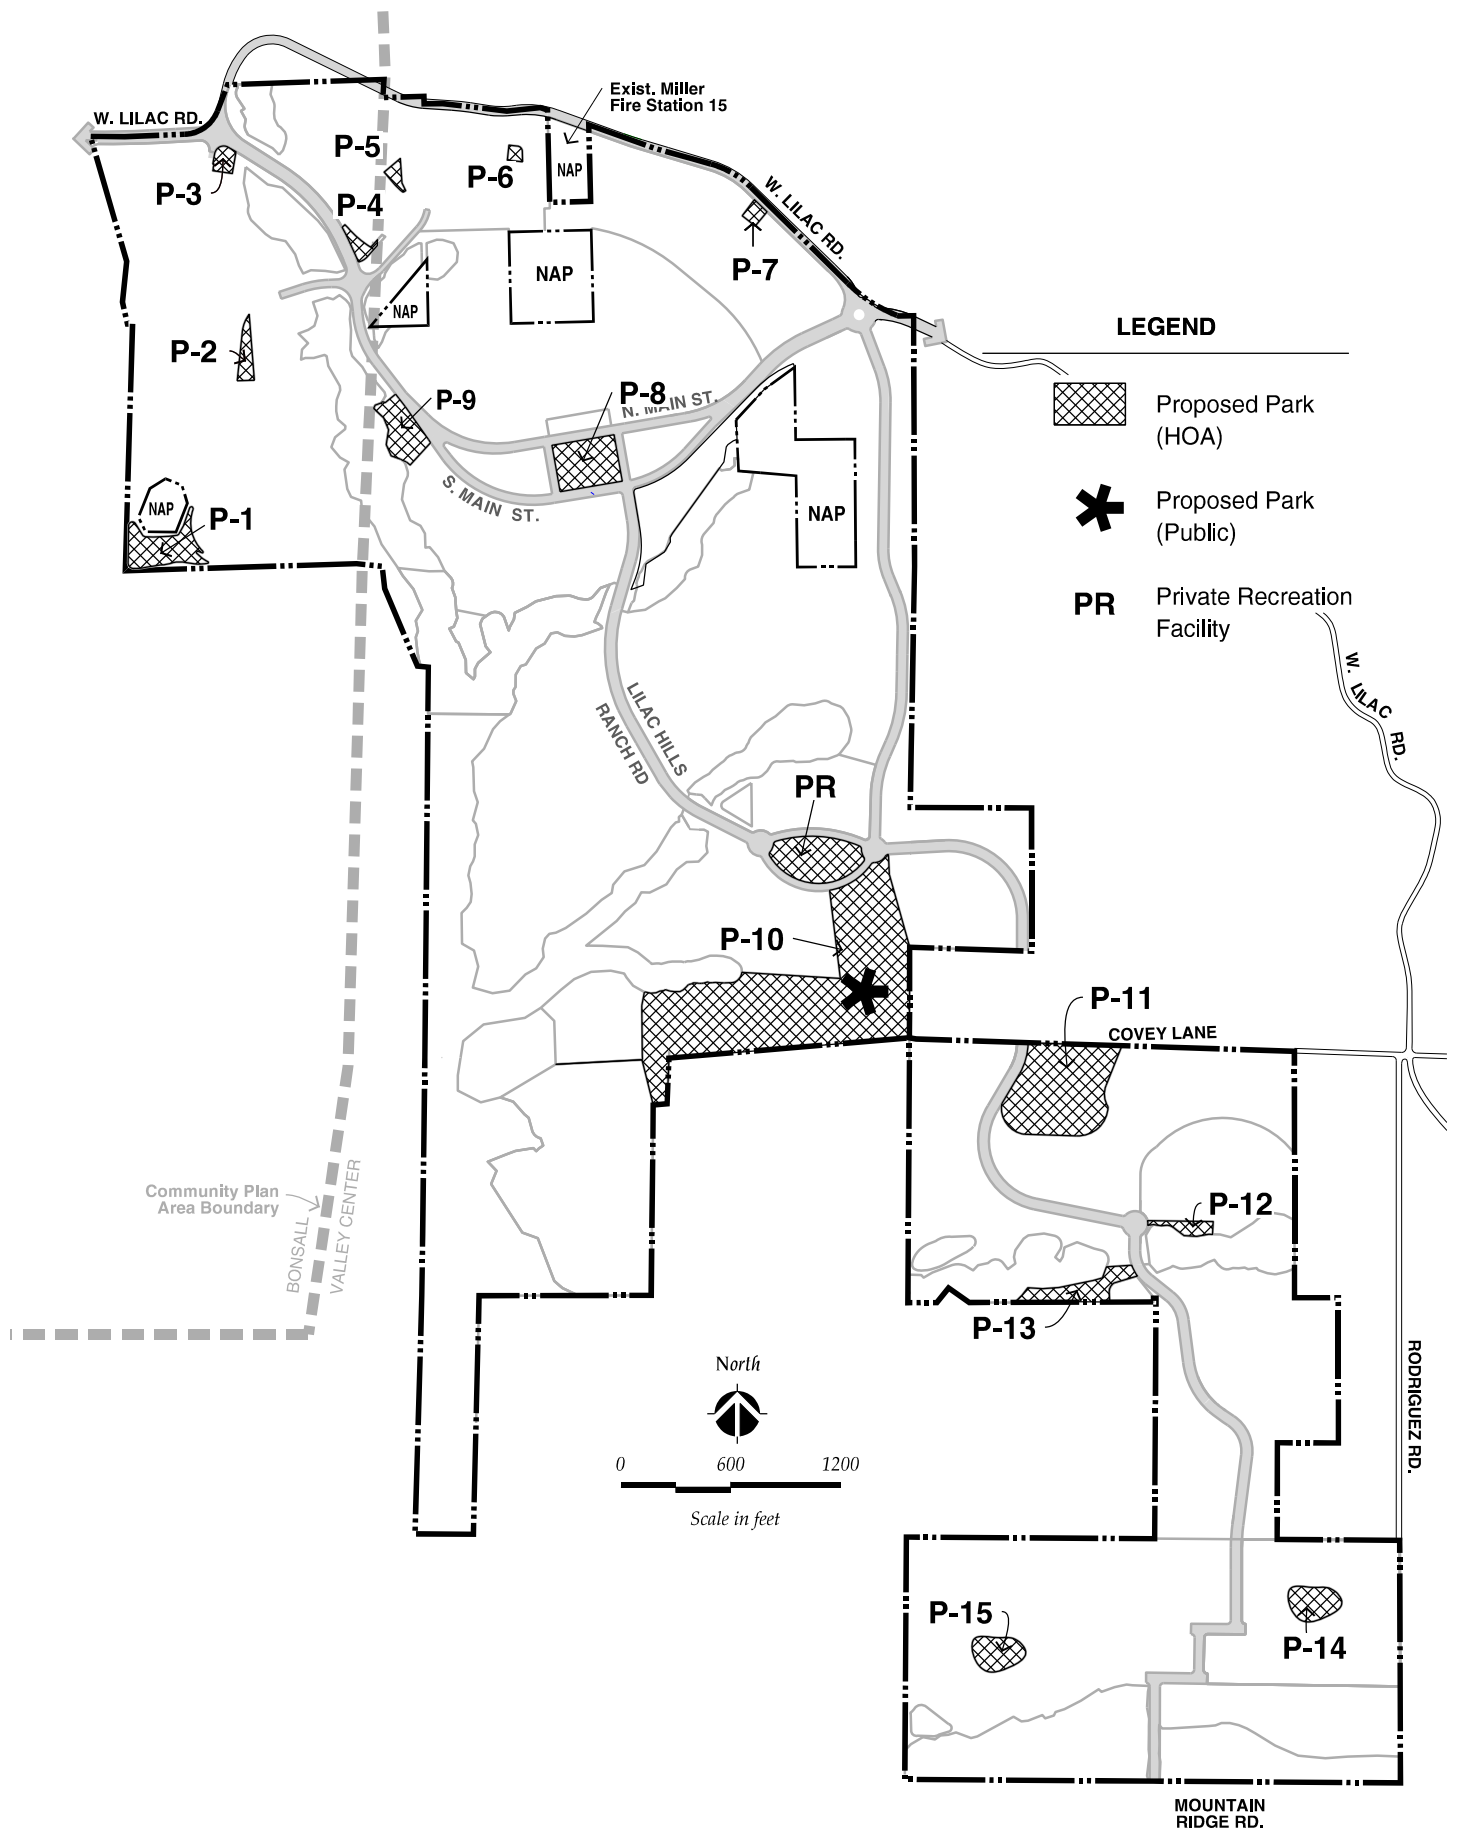 Exist. Miller
Fire Station 15
W. LILAC RD.
P-5
P-6
NAP
P-3
P-4
W. LILAC RD.
P-7
NAP
NAP
LEGEND
P-2
P-8
N. MAIN ST.
P-9
Proposed Park
(HOA)
S. MAIN ST.
NAP
P-1
NAP
Proposed Park
(Public)
PR
Private Recreation
Facility
W. LILAC RD.
LILAC HILLS
RANCH RD
PR
P-10
P-11
COVEY LANE
Community Plan
Area Boundary
BONSALL
VALLEY CENTER
P-12
P-13
North
0 600 1200
Scale in feet
RODRIGUEZ RD.
P-15
P-14
MOUNTAIN
RIDGE RD.